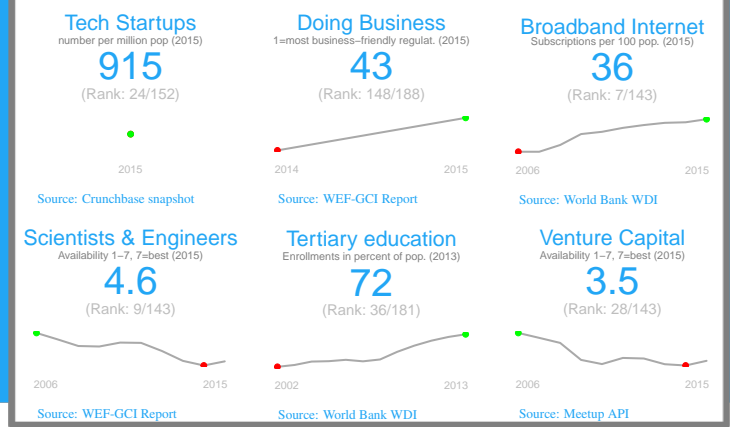 Tech Startups
number per million pop (2015)
915
(Rank: 24/152)
2015
Source: Crunchbase snapshot
Doing Business
1=most business−friendly regulat. (2015)
43
(Rank: 148/188)
2014 2015
Source: WEF-GCI Report
Broadband Internet
Subscriptions per 100 pop. (2015)
36
(Rank: 7/143)
2006 2015
Source: World Bank WDI
Scientists & Engineers
Availability 1−7, 7=best (2015)
4.6
(Rank: 9/143)
2006 2015
Source: WEF-GCI Report
Tertiary education
Enrollments in percent of pop. (2013)
72
(Rank: 36/181)
2002 2013
Source: World Bank WDI
Venture Capital
Availability 1−7, 7=best (2015)
3.5
(Rank: 28/143)
2006 2015
Source: Meetup API